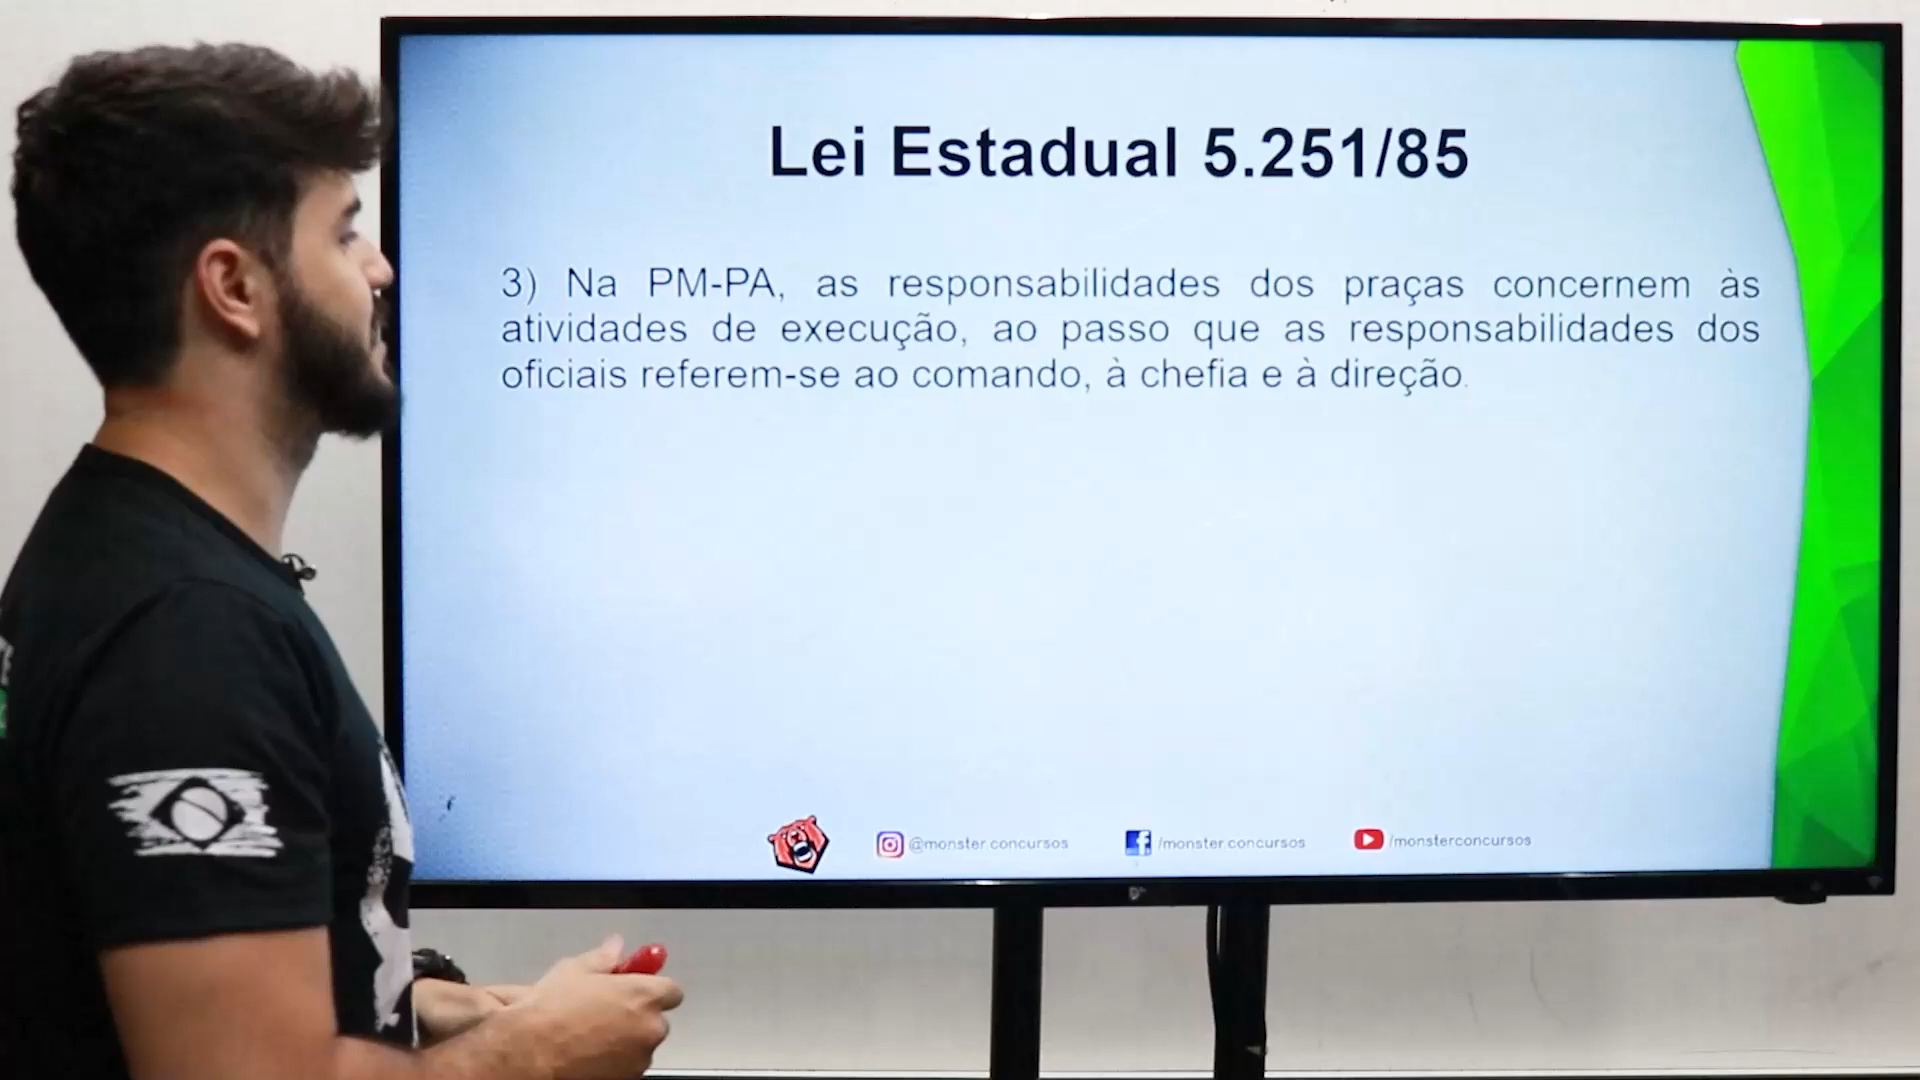 Lei Estadual 5.251/85
3) Na PM-PA, as responsabilidades dos praças concernem às
atividades de execução, ao passo que as responsabilidades dos
oficiais referem-se ao comando, à chefia e à direção.
@monster.concursos /monster.concursos /monsterconcursos